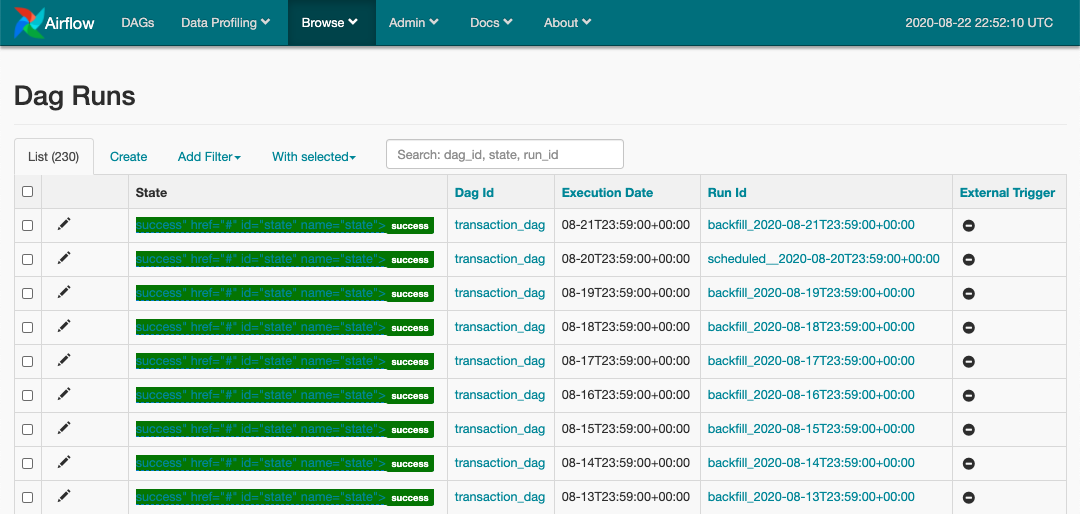 Airflow DAGs Data Profiling Browse Admin Docs About 2020-08-22 22:52:10 UTC
Dag Runs
List (230) Create Add Filter With selected Search: dag_id, state, run_id
State Dag Id Execution Date Run Id External Trigger
success" href="#" id="state" name="state"> success transaction_dag 08-21T23:59:00+00:00 backfill_2020-08-21T23:59:00+00:00
success" href="#" id="state" name="state"> success transaction_dag 08-20T23:59:00+00:00 scheduled__2020-08-20T23:59:00+00:00
success" href="#" id="state" name="state"> success transaction_dag 08-19T23:59:00+00:00 backfill_2020-08-19T23:59:00+00:00
success" href="#" id="state" name="state"> success transaction_dag 08-18T23:59:00+00:00 backfill_2020-08-18T23:59:00+00:00
success" href="#" id="state" name="state"> success transaction_dag 08-17T23:59:00+00:00 backfill_2020-08-17T23:59:00+00:00
success" href="#" id="state" name="state"> success transaction_dag 08-16T23:59:00+00:00 backfill_2020-08-16T23:59:00+00:00
success" href="#" id="state" name="state"> success transaction_dag 08-15T23:59:00+00:00 backfill_2020-08-15T23:59:00+00:00
success" href="#" id="state" name="state"> success transaction_dag 08-14T23:59:00+00:00 backfill_2020-08-14T23:59:00+00:00
success" href="#" id="state" name="state"> success transaction_dag 08-13T23:59:00+00:00 backfill_2020-08-13T23:59:00+00:00